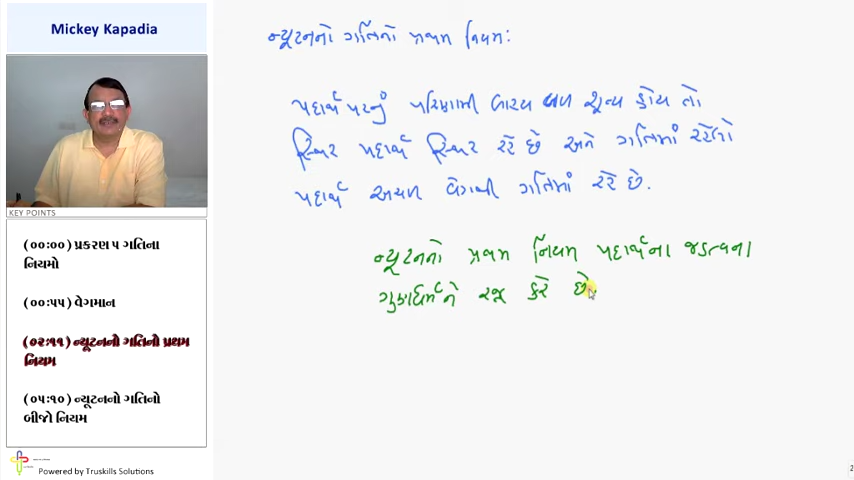 Mickey Kapadia
KEY POINTS
(૦૦:૦૦) પ્રકરણ ૫ ગતિના
નિયમો
(૦૦:૫૫) વેગમાન
(૦૨:૧૧) ન્યૂટનનો ગતિનો પ્રથમ
નિયમ
(૦૫:૧૦) ન્યૂટનનો ગતિનો
બીજો નિયમ
Powered by Truskills Solutions
ન્યૂટનનો ગતિનો પ્રથમ નિયમ:
પદાર્થ પરનું પરિણામી બાહ્ય બળ શૂન્ય હોય તો
સ્થિર પદાર્થ સ્થિર રહે છે અને ગતિમાં રહેલો
પદાર્થ અચળ વેગથી ગતિમાં રહે છે.
ન્યૂટનનો પ્રથમ નિયમ પદાર્થના જડત્વના
ગુણધર્મને રજૂ કરે છે.
2